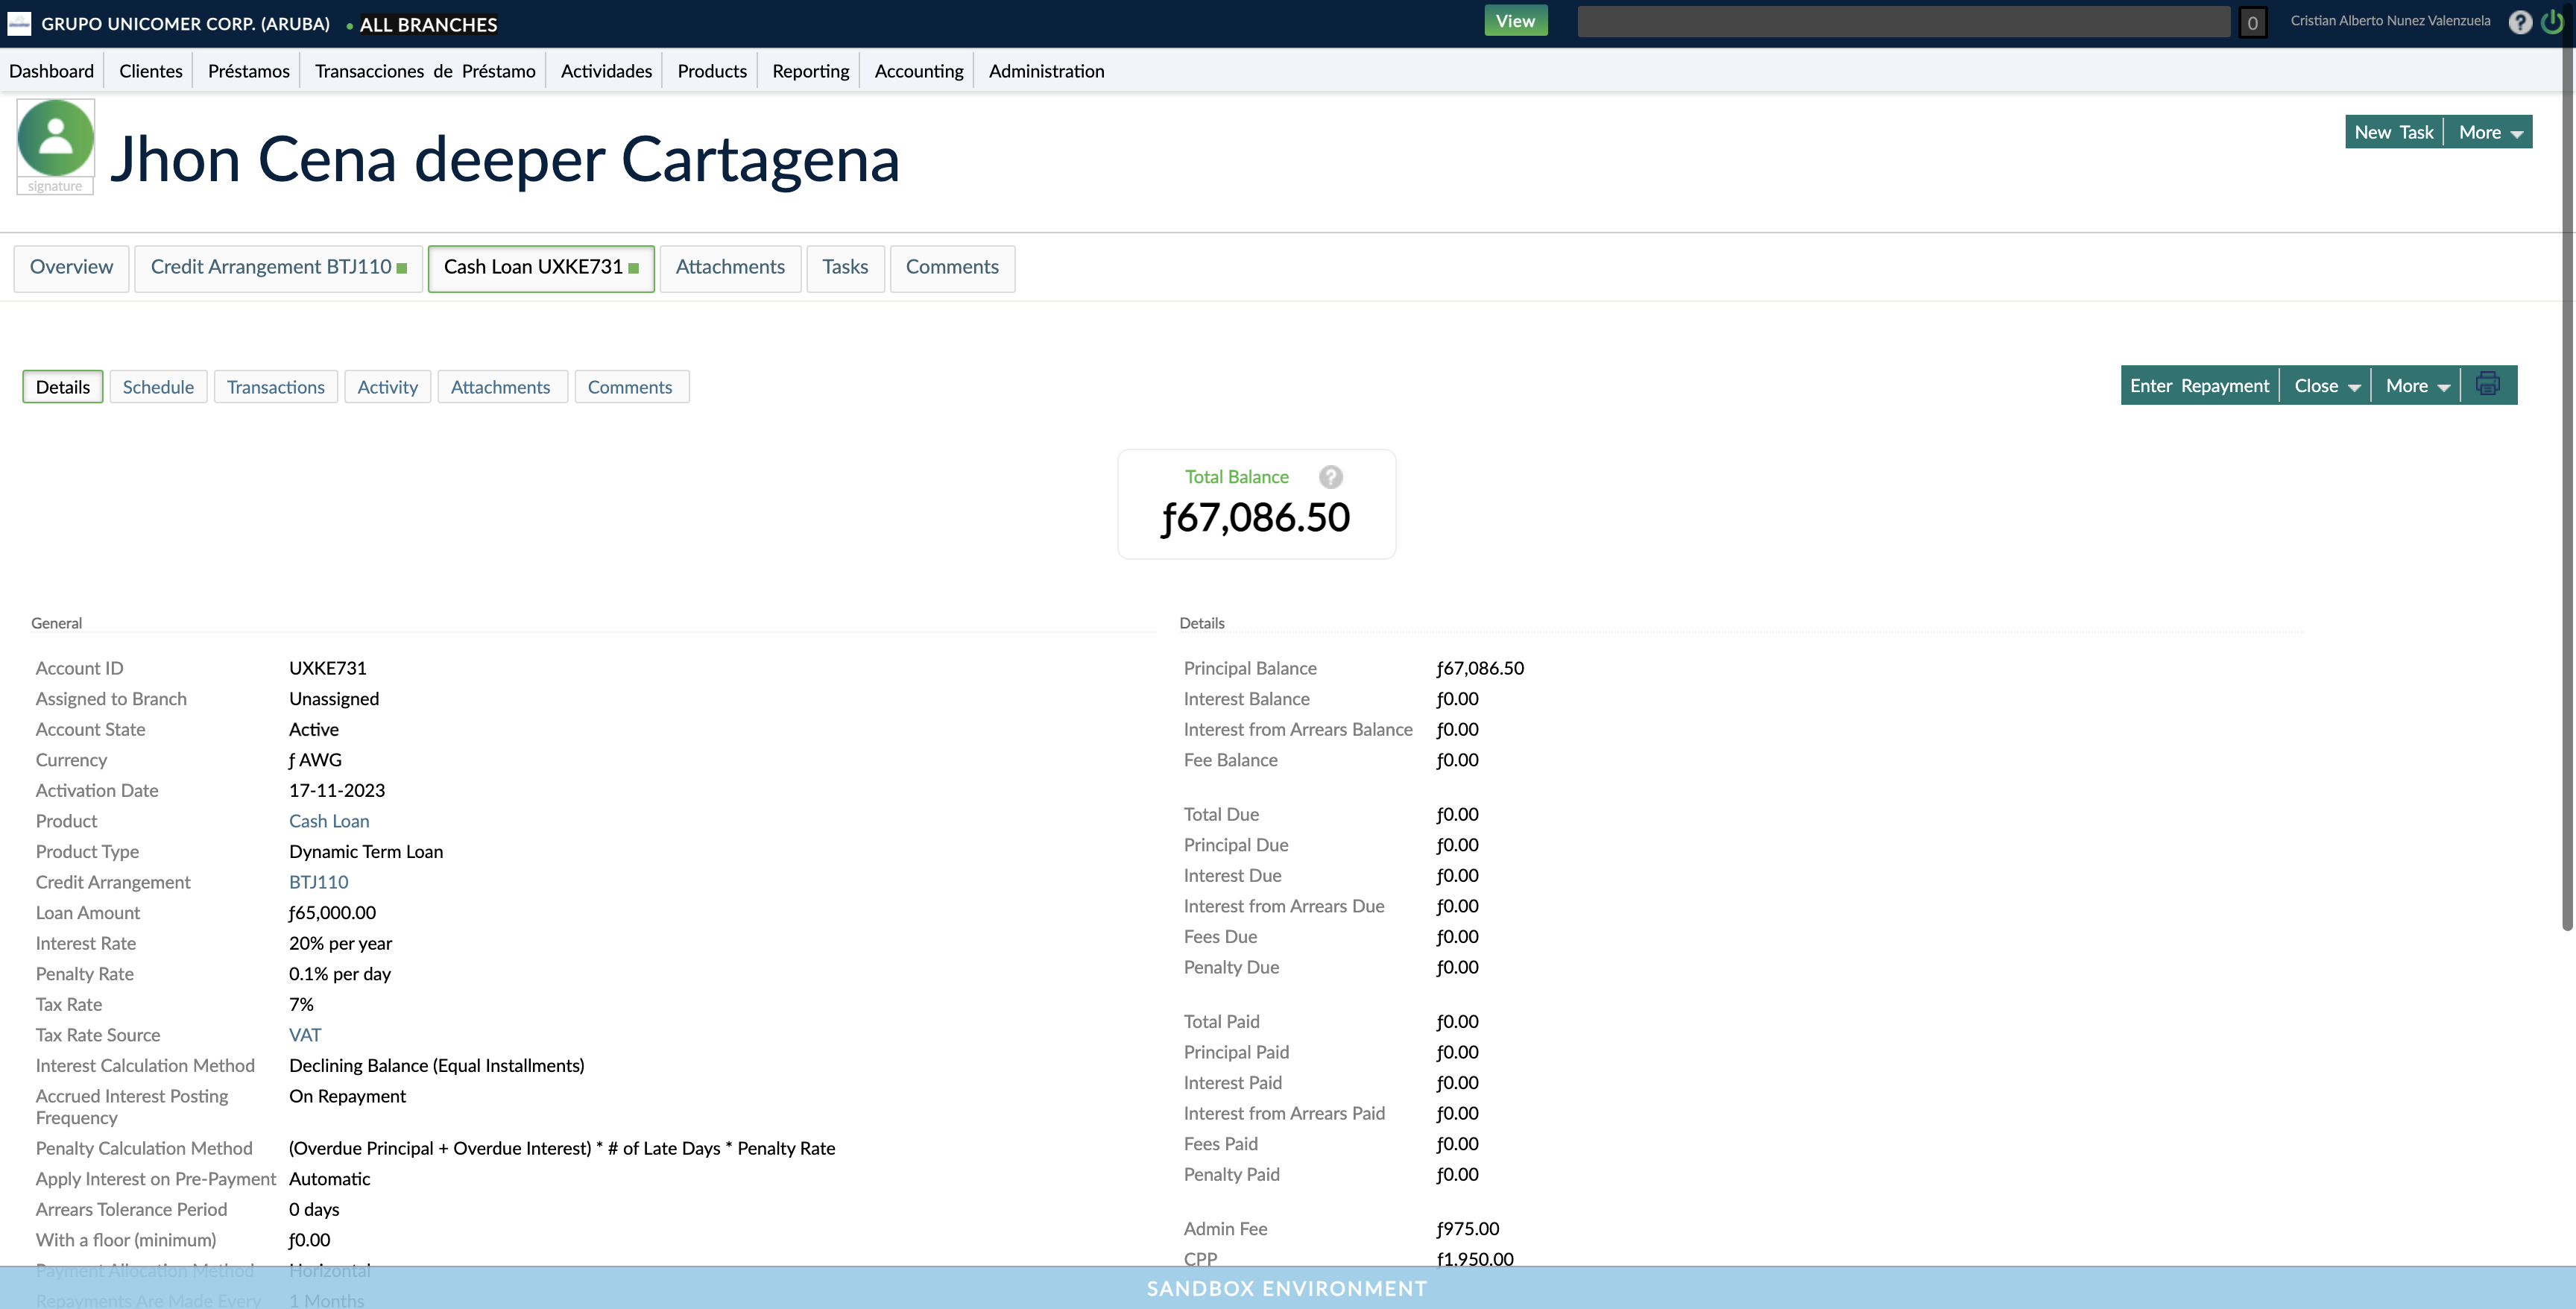 GRUPO UNICOMER CORP. (ARUBA) • ALL BRANCHES View 0 Cristian Alberto Nunez Valenzuela ?
Dashboard Clientes Préstamos Transacciones de Préstamo Actividades Products Reporting Accounting Administration
signature
Jhon Cena deeper Cartagena
New Task More
Overview Credit Arrangement BTJ110 Cash Loan UXKE731 Attachments Tasks Comments
Details Schedule Transactions Activity Attachments Comments
Enter Repayment Close More
Total Balance ?
ƒ67,086.50
General
Account ID UXKE731
Assigned to Branch Unassigned
Account State Active
Currency ƒ AWG
Activation Date 17-11-2023
Product Cash Loan
Product Type Dynamic Term Loan
Credit Arrangement BTJ110
Loan Amount ƒ65,000.00
Interest Rate 20% per year
Penalty Rate 0.1% per day
Tax Rate 7%
Tax Rate Source VAT
Interest Calculation Method Declining Balance (Equal Installments)
Accrued Interest Posting On Repayment
Frequency
Penalty Calculation Method (Overdue Principal + Overdue Interest) * # of Late Days * Penalty Rate
Apply Interest on Pre-Payment Automatic
Arrears Tolerance Period 0 days
With a floor (minimum) ƒ0.00
Payment Allocation Method Horizontal
Repayments Are Made Every 1 Months
Details
Principal Balance ƒ67,086.50
Interest Balance ƒ0.00
Interest from Arrears Balance ƒ0.00
Fee Balance ƒ0.00
Total Due ƒ0.00
Principal Due ƒ0.00
Interest Due ƒ0.00
Interest from Arrears Due ƒ0.00
Fees Due ƒ0.00
Penalty Due ƒ0.00
Total Paid ƒ0.00
Principal Paid ƒ0.00
Interest Paid ƒ0.00
Interest from Arrears Paid ƒ0.00
Fees Paid ƒ0.00
Penalty Paid ƒ0.00
Admin Fee ƒ975.00
CPP ƒ1,950.00
SANDBOX ENVIRONMENT